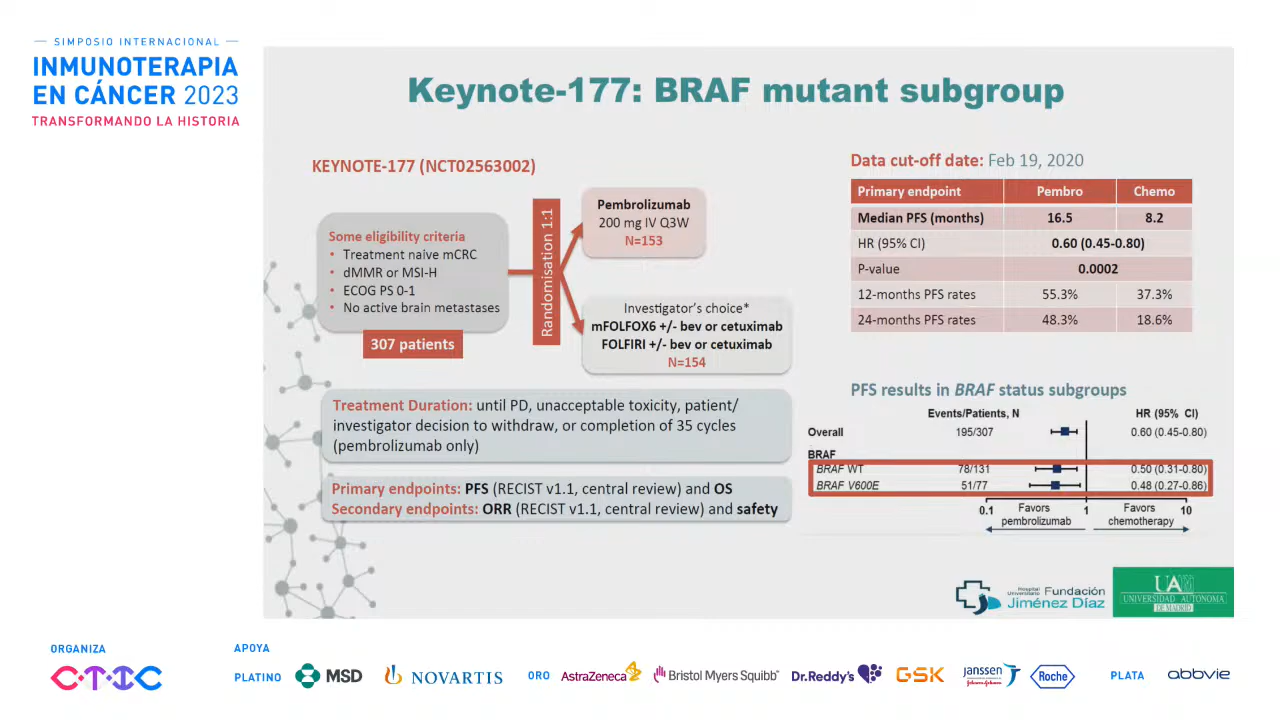 SIMPOSIO INTERNACIONAL
INMUNOTERAPIA
EN CÁNCER 2023
TRANSFORMANDO LA HISTORIA
Keynote-177: BRAF mutant subgroup
KEYNOTE-177 (NCT02563002)
Some eligibility criteria
• Treatment naive mCRC
• dMMR or MSI-H
• ECOG PS 0-1
• No active brain metastases
307 patients
Randomisation 1:1
Pembrolizumab
200 mg IV Q3W
N=153
Investigator's choice*
mFOLFOX6 +/- bev or cetuximab
FOLFIRI +/- bev or cetuximab
N=154
Treatment Duration: until PD, unacceptable toxicity, patient/
investigator decision to withdraw, or completion of 35 cycles
(pembrolizumab only)
Primary endpoints: PFS (RECIST v1.1, central review) and OS
Secondary endpoints: ORR (RECIST v1.1, central review) and safety
Data cut-off date: Feb 19, 2020
Primary endpoint Pembro Chemo
Median PFS (months) 16.5 8.2
HR (95% CI) 0.60 (0.45-0.80)
P-value 0.0002
12-months PFS rates 55.3% 37.3%
24-months PFS rates 48.3% 18.6%
PFS results in BRAF status subgroups
Events/Patients, N HR (95% CI)
Overall 195/307 0.60 (0.45-0.80)
BRAF
BRAF WT 78/131 0.50 (0.31-0.80)
BRAF V600E 51/77 0.48 (0.27-0.86)
0.1 Favors pembrolizumab 1 Favors chemotherapy 10
Hospital Universitario Fundación
Jiménez Díaz
UAM
UNIVERSIDAD AUTONOMA
DE MADRID
ORGANIZA
CTIC
APOYA
PLATINO MSD NOVARTIS ORO AstraZeneca Bristol Myers Squibb Dr.Reddy's GSK Janssen Johnson & Johnson Roche PLATA abbvie